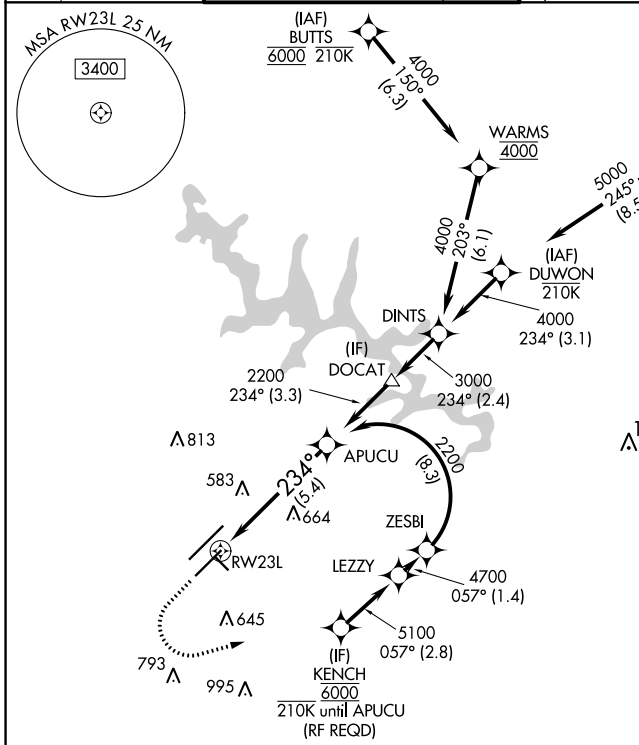 MSA RW23L 25 NM
3400
(IAF)
BUTTS
6000 210K
4000
150°
(6.3)
WARMS
4000
5000
245°
(8.5
4000
203°
(6.1)
(IAF)
DUWON
210K
DINTS
4000
234° (3.1)
(IF)
DOCAT
2200
234° (3.3)
3000
234° (2.4)
813
APUCU
2200
(8.3)
234°
(5.4)
583
664
ZESBI
RW23L
LEZZY
4700
057° (1.4)
645
5100
057° (2.8)
793
995
(IF)
KENCH
6000
210K until APUCU
(RF REQD)